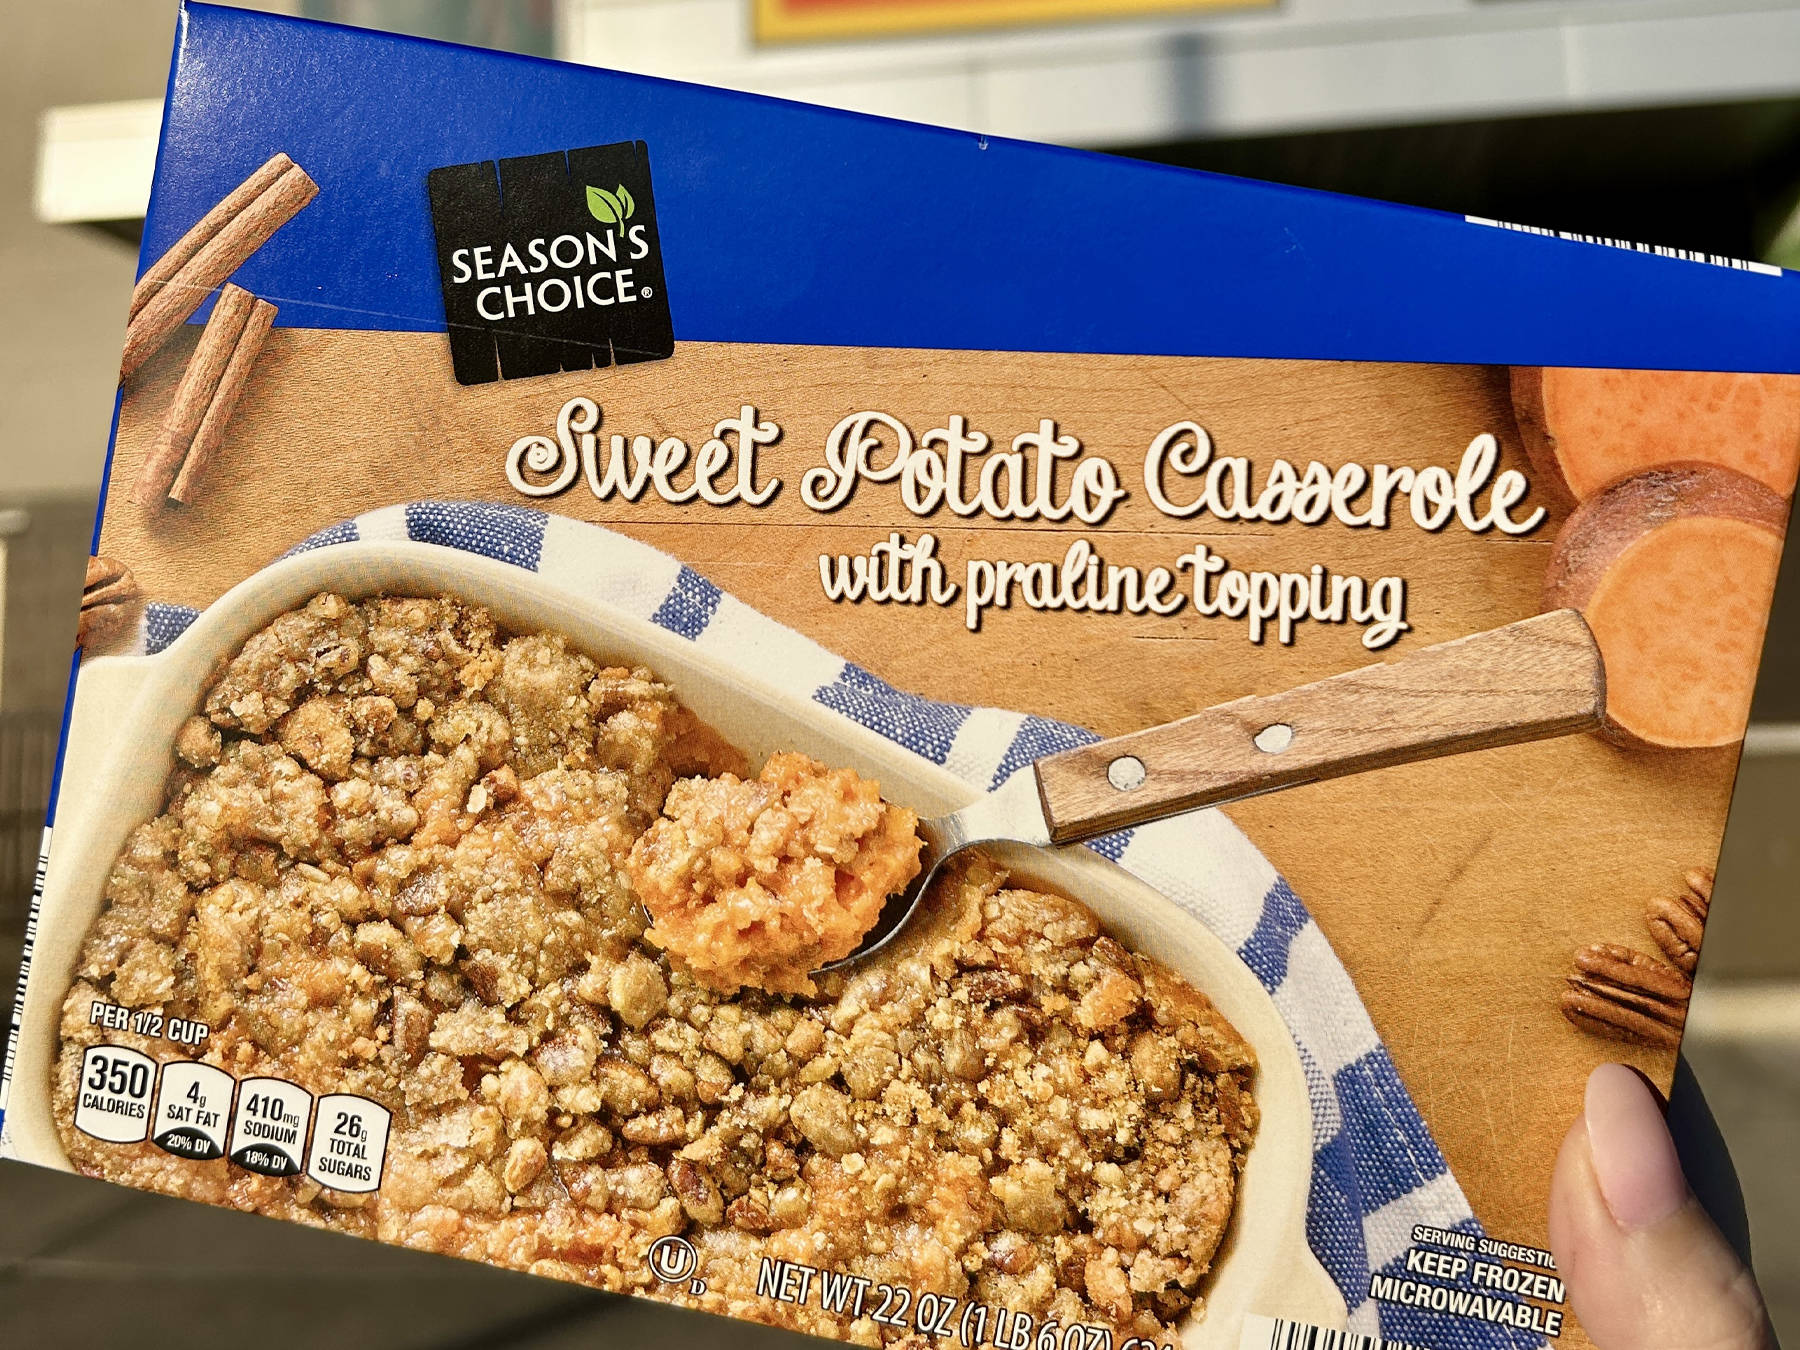 SEASON'S
CHOICE®
Sweet Potato Casserole
with praline topping
PER 1/2 CUP
350
CALORIES
4g
SAT FAT
20% DV
410mg
SODIUM
18% DV
26g
TOTAL
SUGARS
U
D
NET WT 22 OZ (1 LB 6 OZ)
SERVING
KEEP FROZEN
MICROWAVABLE